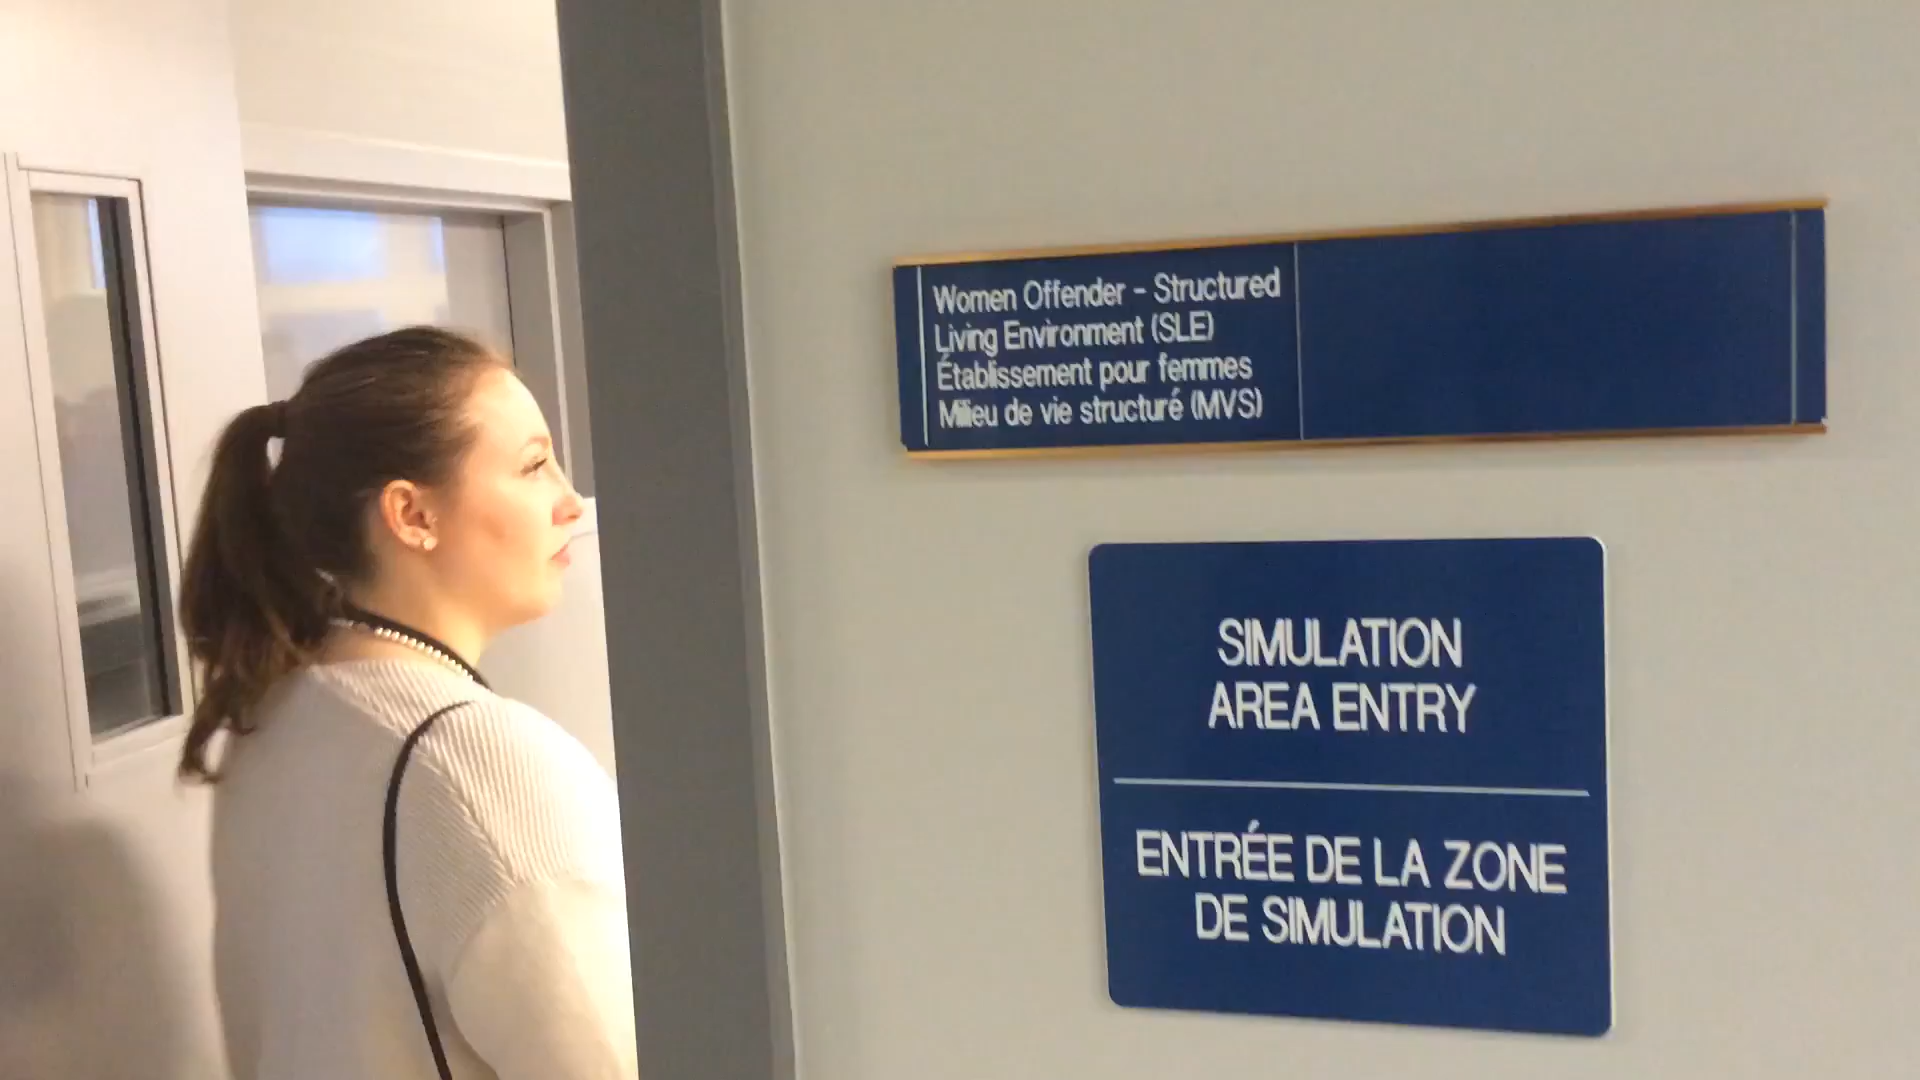 Women Offender - Structured
Living Environment (SLE)
Établissement pour femmes
Milieu de vie structuré (MVS)
SIMULATION
AREA ENTRY
ENTRÉE DE LA ZONE
DE SIMULATION